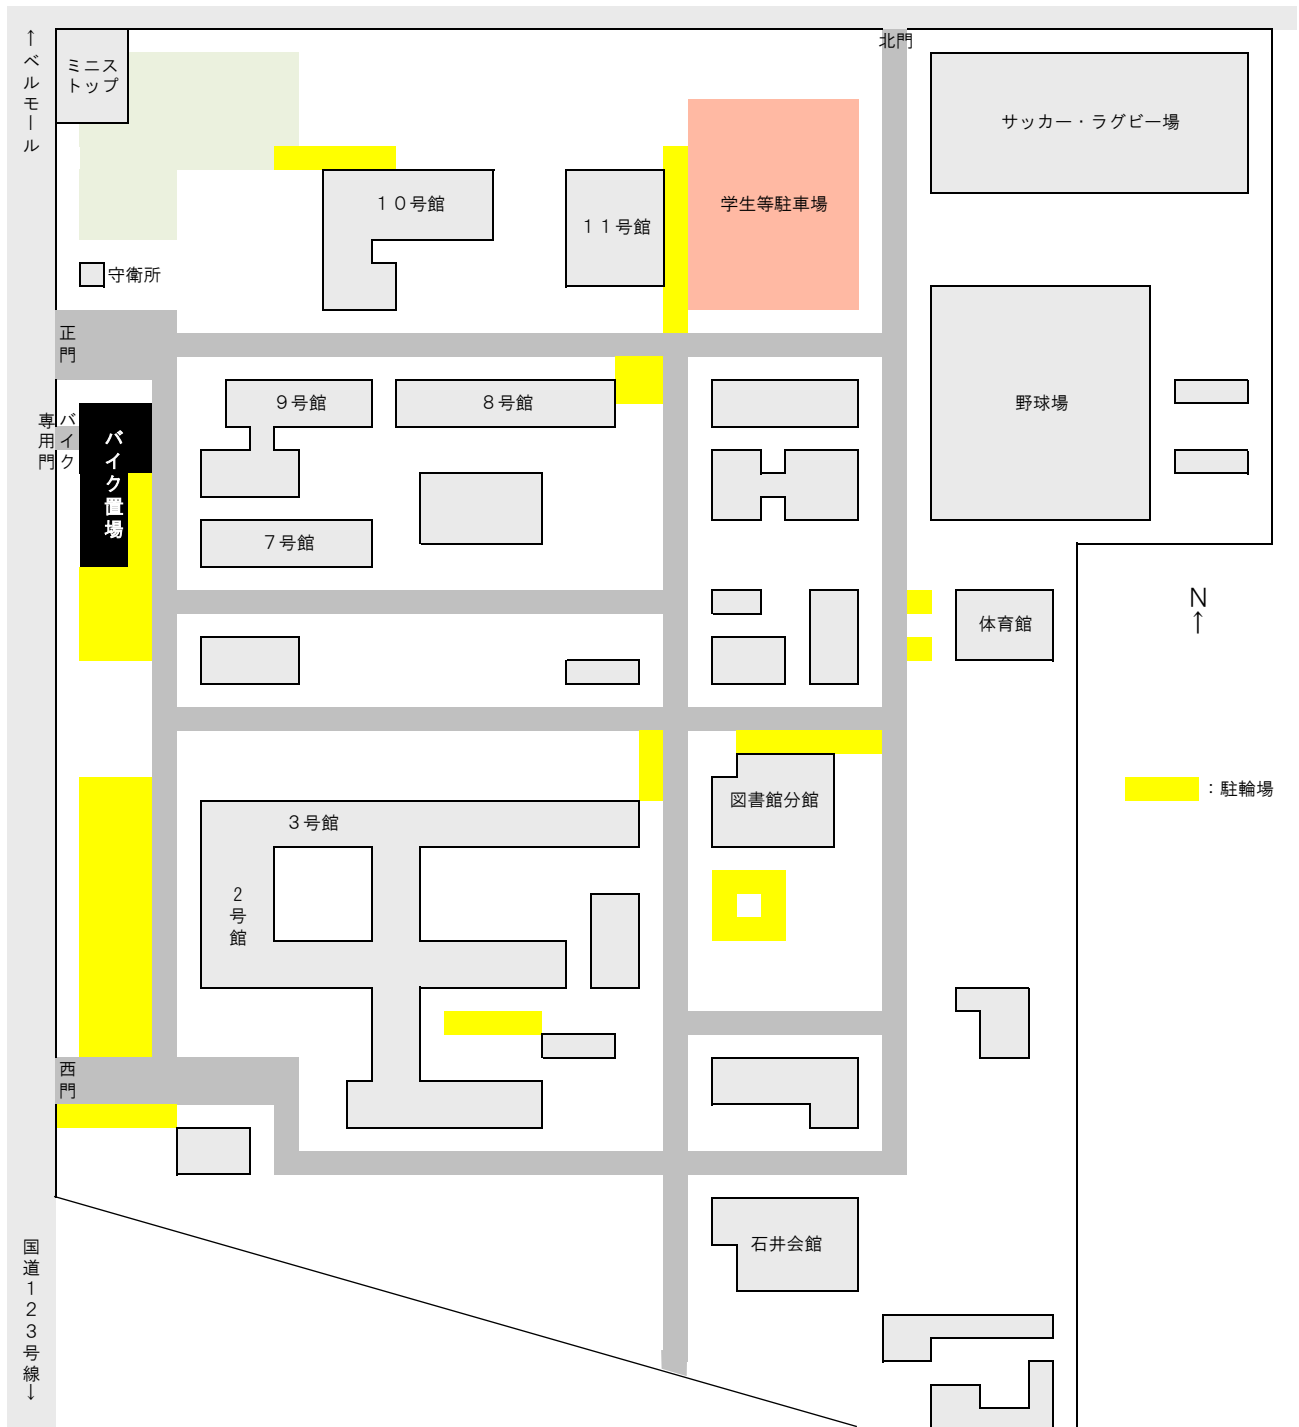 ↑ベルモール
ミニス
トップ
北門
サッカー・ラグビー場
１０号館
１１号館
学生等駐車場
守衛所
正門
９号館
８号館
野球場
バイク
専用門
バイク置場
７号館
N
↑
体育館
：駐輪場
図書館分館
３号館
２号館
西門
石井会館
国道１２３号線↓